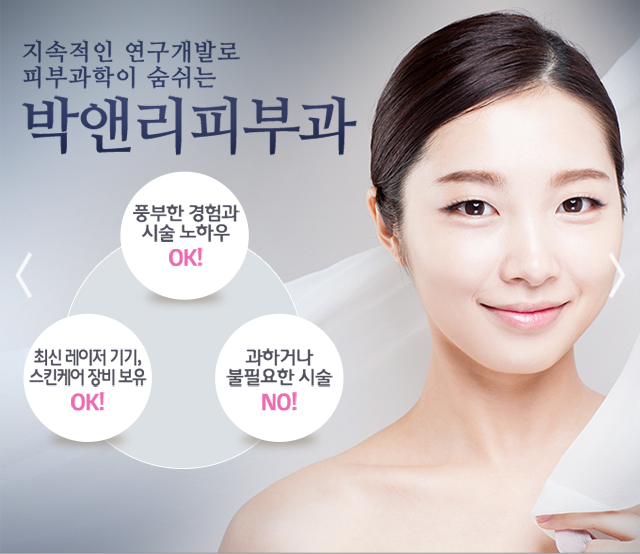 지속적인 연구개발로
피부과학이 숨쉬는
박앤리피부과
풍부한 경험과
시술 노하우
OK!
최신 레이저 기기,
스킨케어 장비 보유
OK!
과하거나
불필요한 시술
NO!